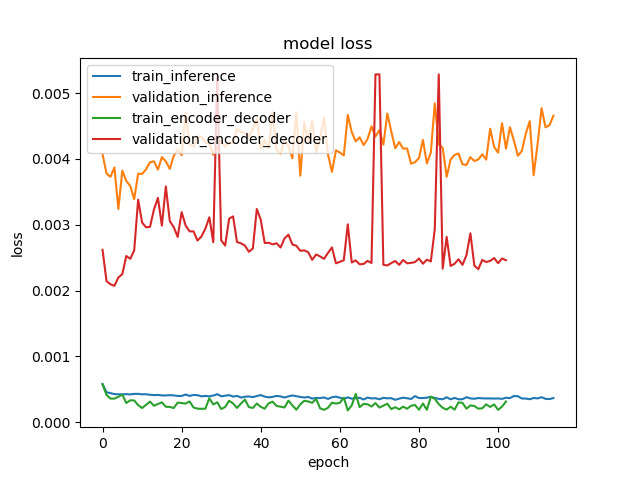 model loss
train_inference
validation_inference
train_encoder_decoder
validation_encoder_decoder
0.005
0.004
0.003
0.002
0.001
0.000
loss
0 20 40 60 80 100
epoch